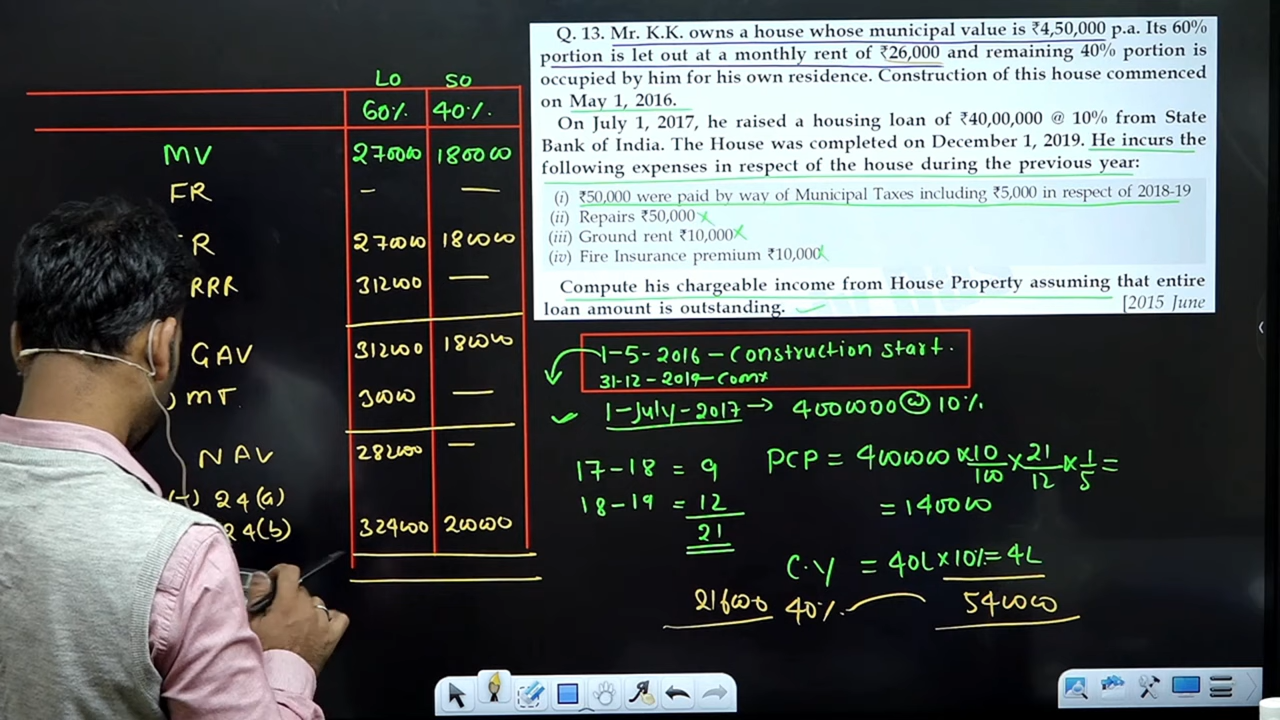 Q. 13. Mr. K.K. owns a house whose municipal value is ₹4,50,000 p.a. Its 60%
portion is let out at a monthly rent of ₹26,000 and remaining 40% portion is
occupied by him for his own residence. Construction of this house commenced
on May 1, 2016.
On July 1, 2017, he raised a housing loan of ₹40,00,000 @ 10% from State
Bank of India. The House was completed on December 1, 2019. He incurs the
following expenses in respect of the house during the previous year:
(i) ₹50,000 were paid by way of Municipal Taxes including ₹5,000 in respect of 2018-19
(ii) Repairs ₹50,000 x
(iii) Ground rent ₹10,000 x
(iv) Fire Insurance premium ₹10,000
Compute his chargeable income from House Property assuming that entire
loan amount is outstanding.
[2015 June
LO SO
60% 40%.
MV 270000 180000
FR - -
R 270000 180000
RRR 312000 -
GAV 312000 180000
MT 30000 -
NAV 282000 -
(-) 24(a)
24(b) 324000 200000
1-5-2016 - Construction start.
31-12-2019 - Com
1-July-2017 → 4000000 @ 10%.
17-18 = 9
18-19 = 12
21
PCP = 4000000 × 10/100 × 21/12 × 1/5 =
= 140000
C.Y = 40L × 10% = 4L
216000 40%. 540000